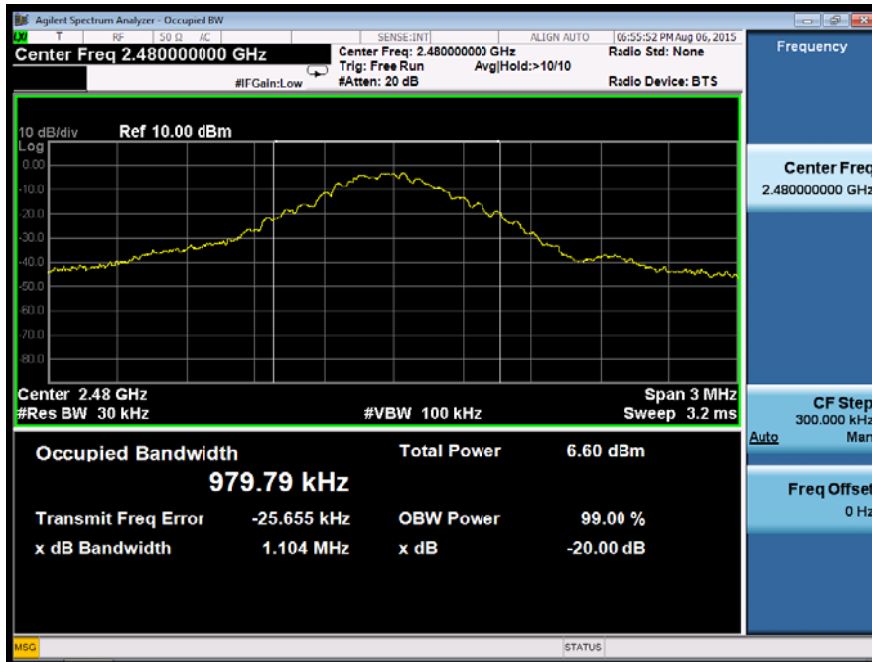 Agilent Spectrum Analyzer - Occupiel BW
LXI T RF 50 Ω AC SENSE:INT ALIGN AUTO 06:55:52 PM Aug 06, 2015
Center Freq 2.480000000 GHz
Center Freq: 2.480000000 GHz
Radio Std: None
Trig: Free Run Avg|Hold:>10/10
#IFGain:Low #Atten: 20 dB Radio Device: BTS
10 dB/div Ref 10.00 dBm
Log
0.00
-10.0
-20.0
-30.0
-40.0
-50.0
-60.0
-70.0
-80.0
Center 2.48 GHz Span 3 MHz
#Res BW 30 kHz #VBW 100 kHz Sweep 3.2 ms
Occupied Bandwidth Total Power 6.60 dBm
979.79 kHz
Transmit Freq Error -25.655 kHz OBW Power 99.00 %
x dB Bandwidth 1.104 MHz x dB -20.00 dB
MSG STATUS
Frequency
Center Freq
2.480000000 GHz
CF Step
300.000 kHz
Auto Man
Freq Offset
0 Hz